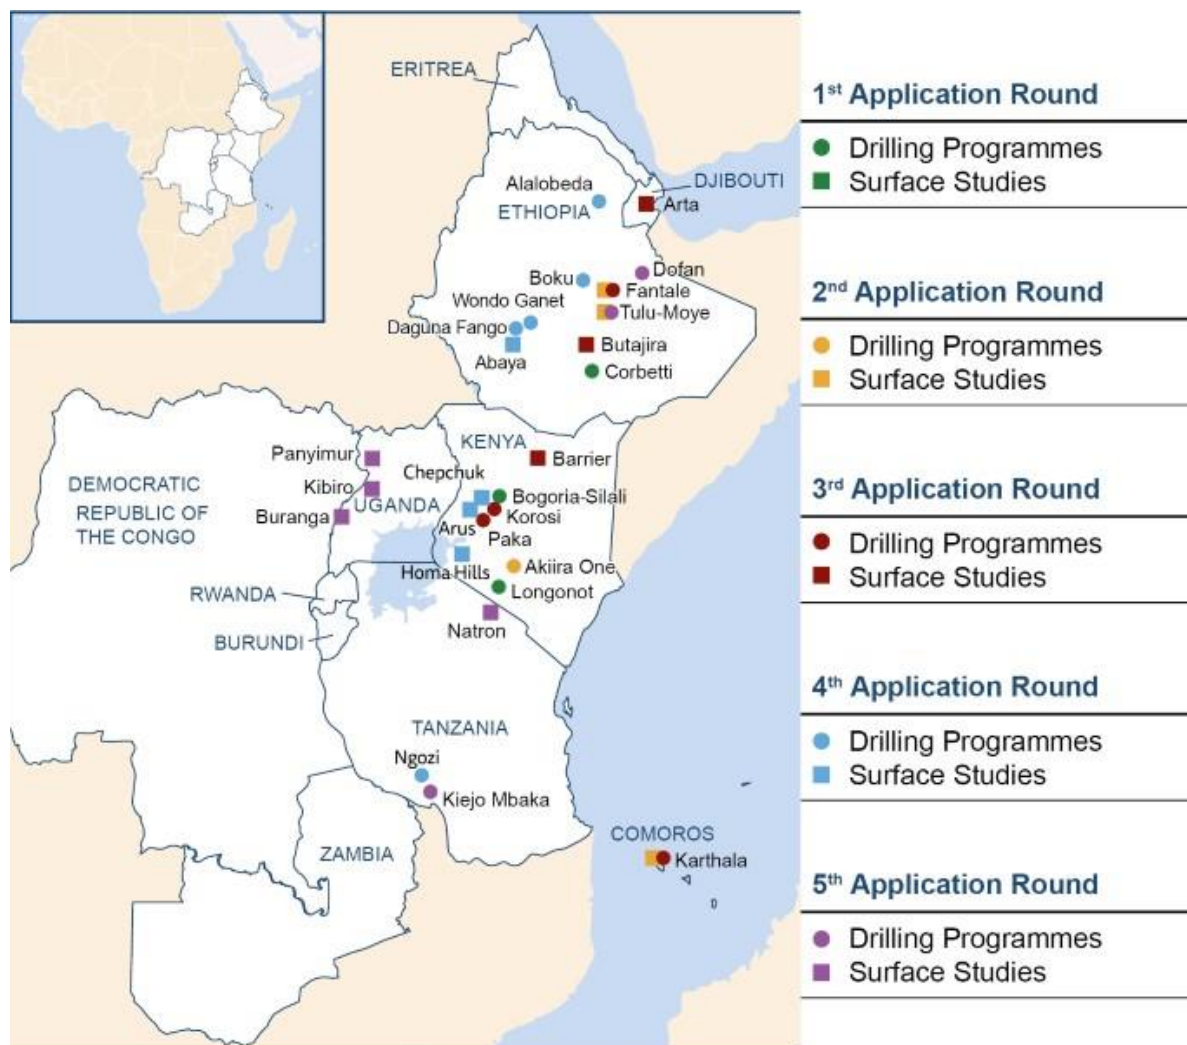 ERITREA
DJIBOUTI
Alalobeda
ETHIOPIA
Arta
Dofan
Boku
Fantale
Wondo Ganet
Tulu-Moye
Daguna Fango
Butajira
Abaya
Corbetti
KENYA
Panyimur
Barrier
Chepchuk
DEMOCRATIC
REPUBLIC OF
THE CONGO
Kibiro
UGANDA
Bogoria-Silali
Buranga
Korosi
Arus
Paka
Homa Hills
Akiira One
RWANDA
Longonot
Natron
BURUNDI
TANZANIA
Ngozi
Kiejo Mbaka
COMOROS
ZAMBIA
Karthala
1st Application Round
Drilling Programmes
Surface Studies
2nd Application Round
Drilling Programmes
Surface Studies
3rd Application Round
Drilling Programmes
Surface Studies
4th Application Round
Drilling Programmes
Surface Studies
5th Application Round
Drilling Programmes
Surface Studies